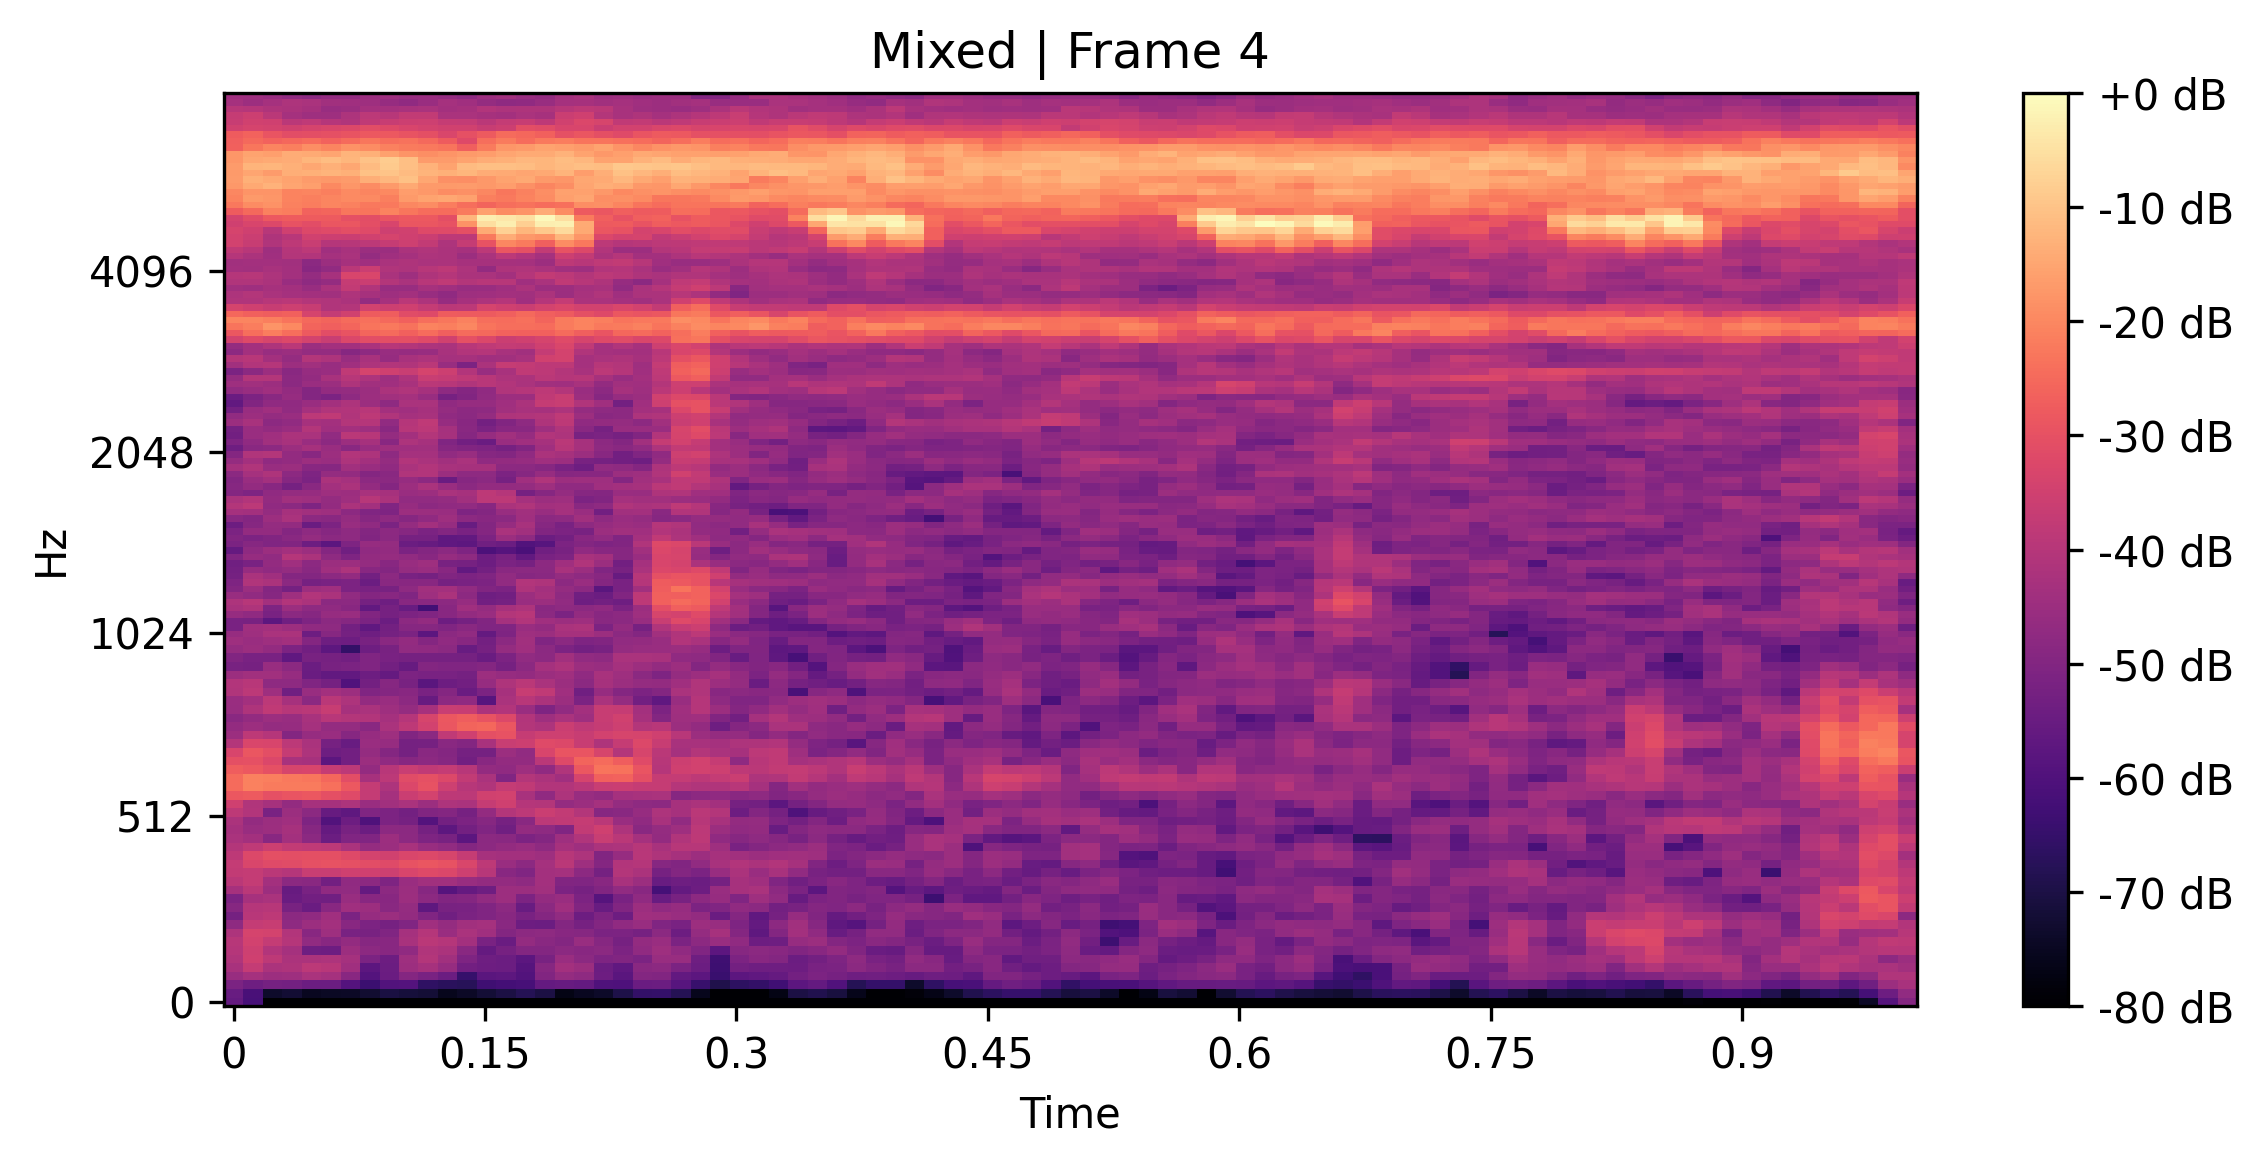 Mixed | Frame 4
Hz
4096
2048
1024
512
0
0 0.15 0.3 0.45 0.6 0.75 0.9
Time
+0 dB
-10 dB
-20 dB
-30 dB
-40 dB
-50 dB
-60 dB
-70 dB
-80 dB